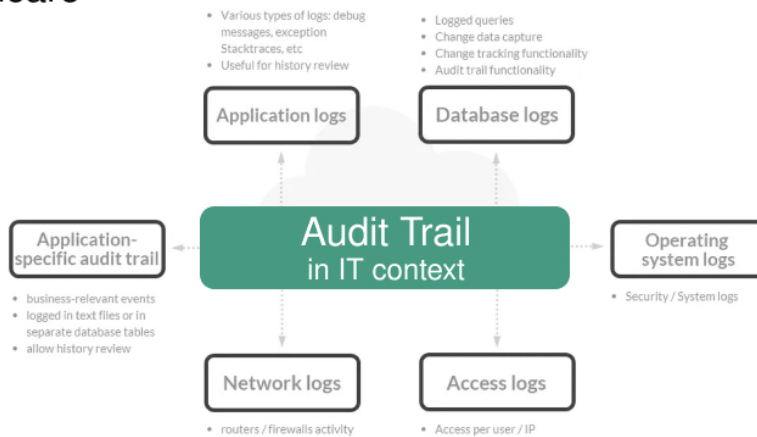 • Various types of logs: debug
messages, exception
Stacktraces, etc
• Useful for history review
• Logged queries
• Change data capture
• Change tracking functionality
• Audit trail functionality
Application logs
Database logs
Application-
specific audit trail
Audit Trail
in IT context
Operating
system logs
• business-relevant events
• logged in text files or in
separate database tables
• allow history review
• Security / System logs
Network logs
Access logs
• routers / firewalls activity
• Access per user / IP